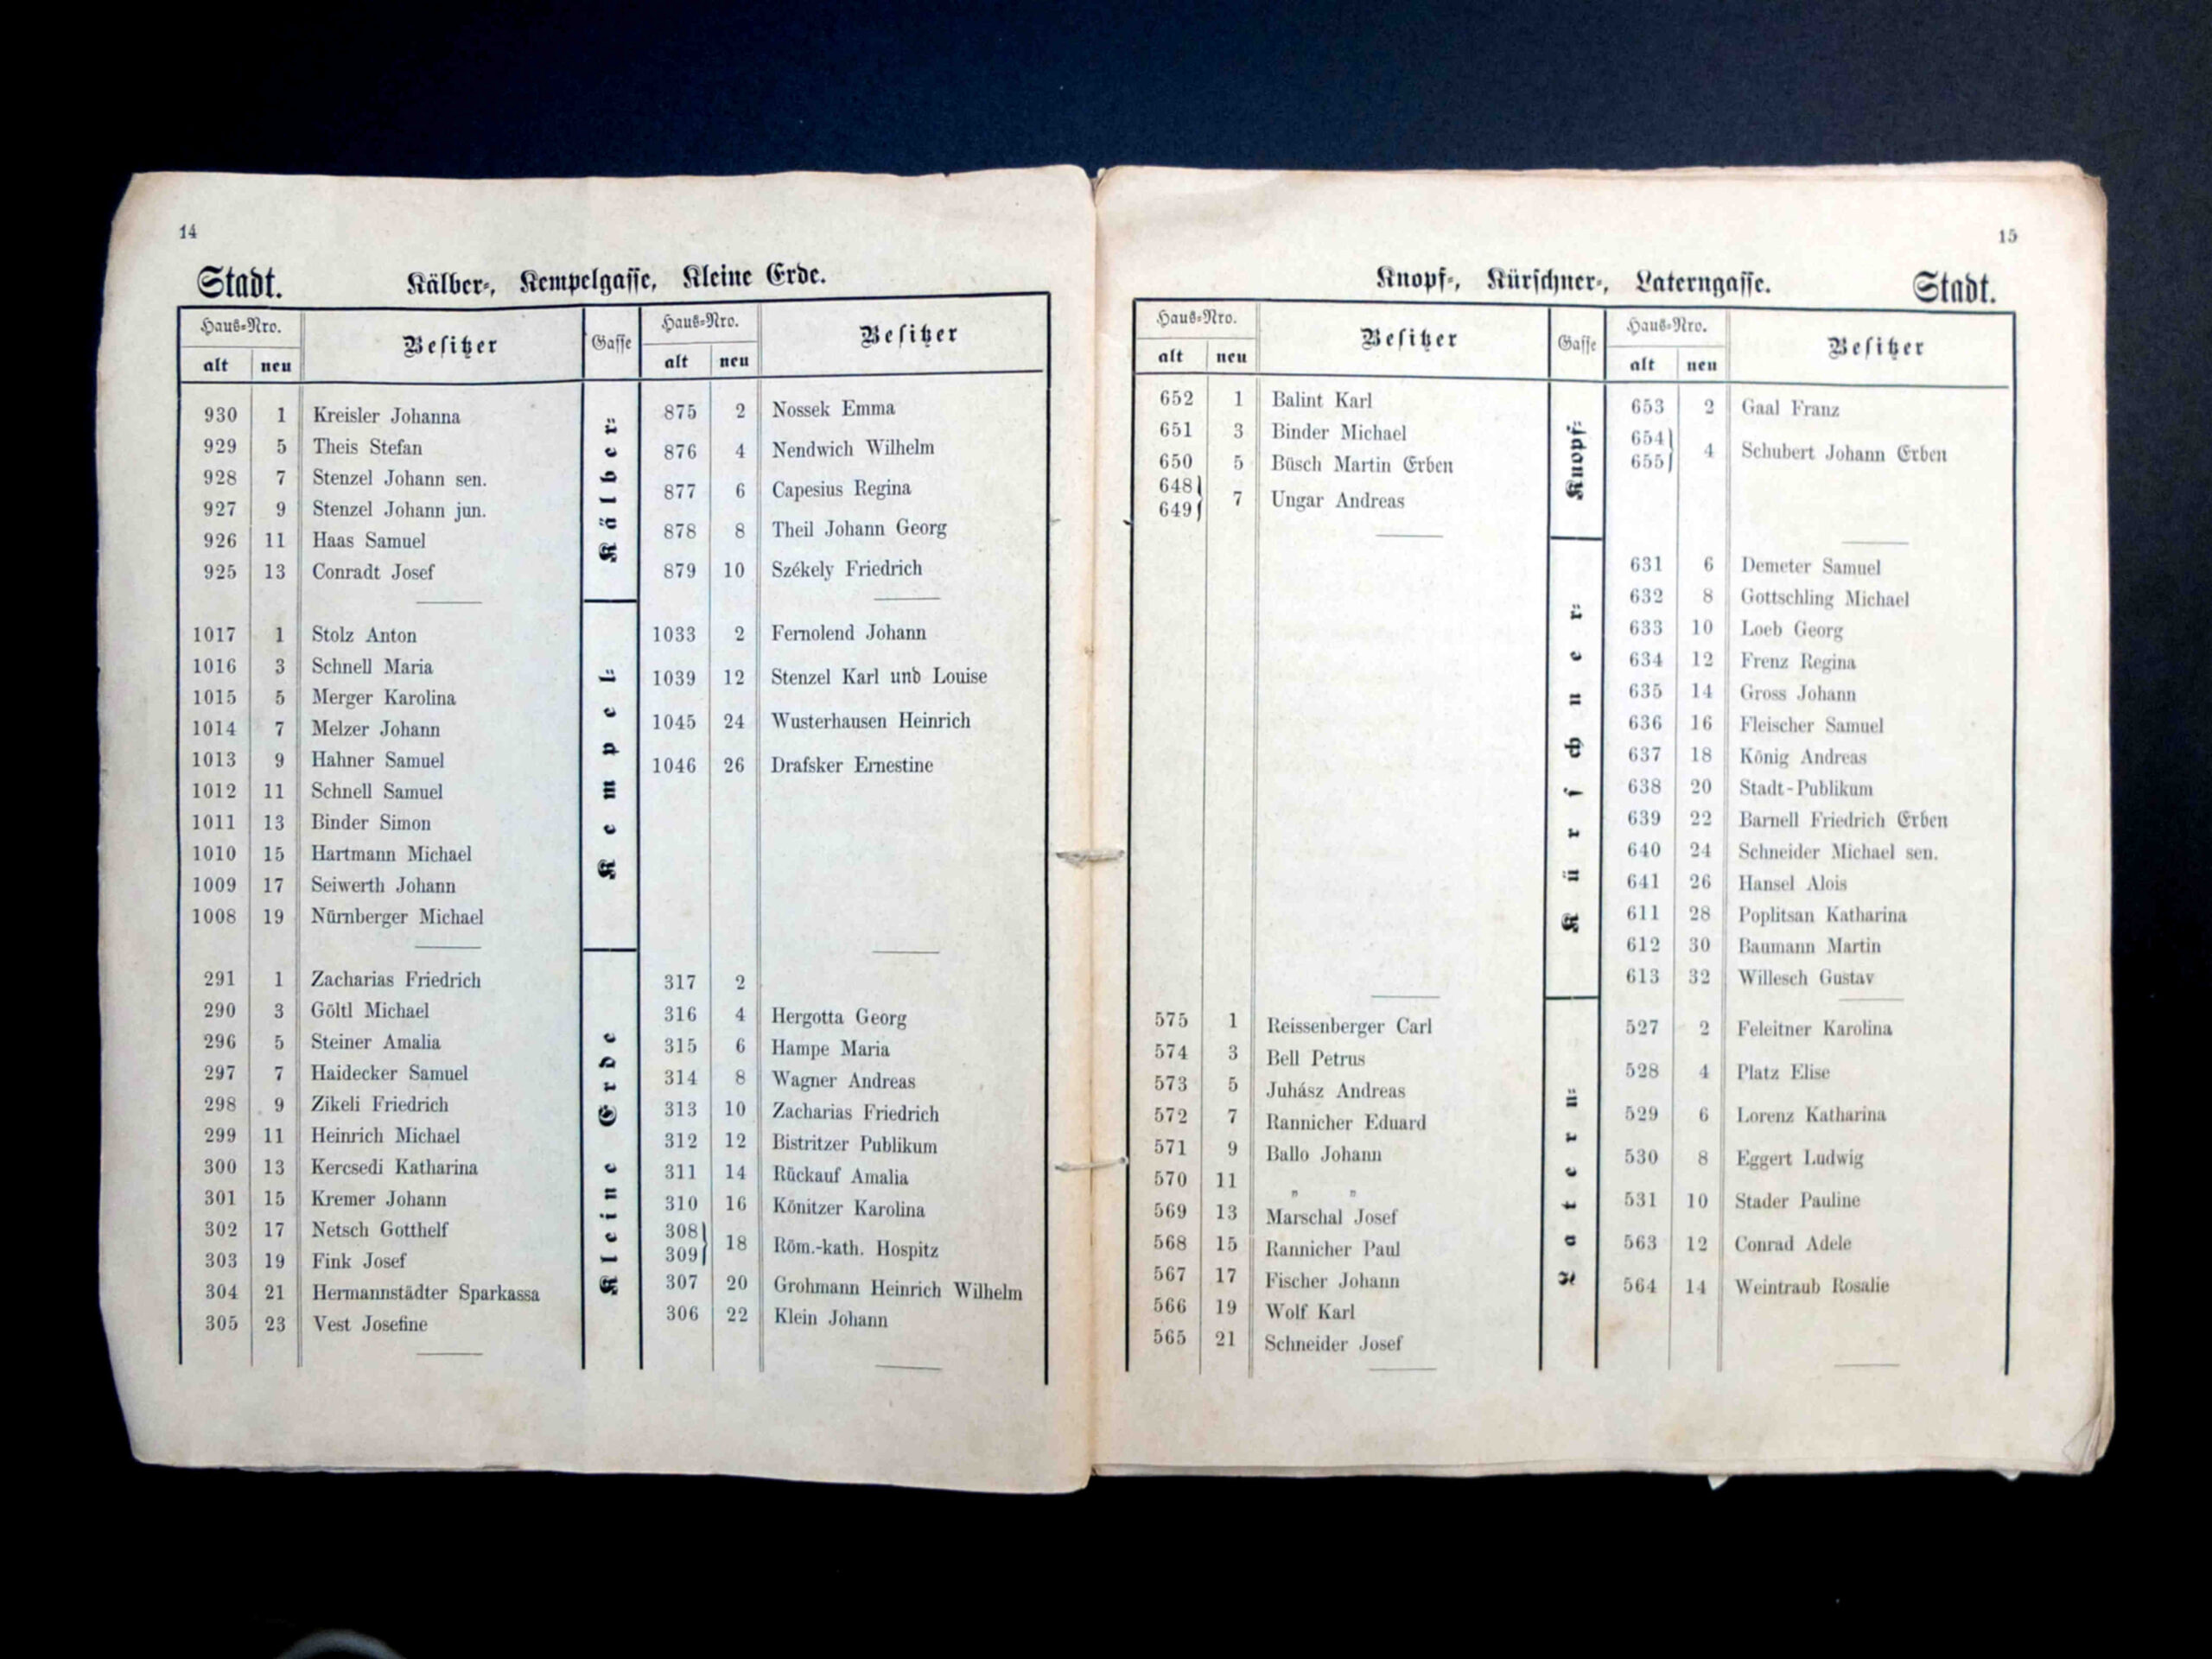 14
Stadt. Kälber-, Kempelgasse, Kleine Erde.
Haus-Nro. Besitzer Gasse Haus-Nro. Besitzer
alt neu alt neu
Kälber-
930 1 Kreisler Johanna
929 5 Theis Stefan
928 7 Stenzel Johann sen.
927 9 Stenzel Johann jun.
926 11 Haas Samuel
925 13 Conradt Josef
875 2 Nossek Emma
876 4 Nendwich Wilhelm
877 6 Capesius Regina
878 8 Theil Johann Georg
879 10 Székely Friedrich
Kempel-
1017 1 Stolz Anton
1016 3 Schnell Maria
1015 5 Merger Karolina
1014 7 Melzer Johann
1013 9 Hahner Samuel
1012 11 Schnell Samuel
1011 13 Binder Simon
1010 15 Hartmann Michael
1009 17 Seiwerth Johann
1008 19 Nürnberger Michael
1033 2 Fernolend Johann
1039 12 Stenzel Karl und Louise
1045 24 Wusterhausen Heinrich
1046 26 Drafsker Ernestine
Kleine Erde
291 1 Zacharias Friedrich
290 3 Göltl Michael
296 5 Steiner Amalia
297 7 Haidecker Samuel
298 9 Zikeli Friedrich
299 11 Heinrich Michael
300 13 Kercsedi Katharina
301 15 Kremer Johann
302 17 Netsch Gotthelf
303 19 Fink Josef
304 21 Hermannstädter Sparkassa
305 23 Vest Josefine
317 2
316 4 Hergotta Georg
315 6 Hampe Maria
314 8 Wagner Andreas
313 10 Zacharias Friedrich
312 12 Bistritzer Publikum
311 14 Rückauf Amalia
310 16 Könitzer Karolina
308}
309} 18 Röm.-kath. Hospitz
307 20 Grohmann Heinrich Wilhelm
306 22 Klein Johann
15
Knopf-, Kürschner-, Laterngasse. Stadt.
Haus-Nro. Besitzer Gasse Haus-Nro. Besitzer
alt neu alt neu
Knopf-
652 1 Balint Karl
651 3 Binder Michael
650 5 Büsch Martin Erben
648}
649} 7 Ungar Andreas
653 2 Gaal Franz
654}
655} 4 Schubert Johann Erben
Kürschner-
631 6 Demeter Samuel
632 8 Gottschling Michael
633 10 Loeb Georg
634 12 Frenz Regina
635 14 Gross Johann
636 16 Fleischer Samuel
637 18 König Andreas
638 20 Stadt-Publikum
639 22 Barnell Friedrich Erben
640 24 Schneider Michael sen.
641 26 Hansel Alois
611 28 Poplitsan Katharina
612 30 Baumann Martin
613 32 Willesch Gustav
Latern-
575 1 Reissenberger Carl
574 3 Bell Petrus
573 5 Juhász Andreas
572 7 Rannicher Eduard
571 9 Ballo Johann
570 11 " "
569 13 Marschal Josef
568 15 Rannicher Paul
567 17 Fischer Johann
566 19 Wolf Karl
565 21 Schneider Josef
527 2 Feleitner Karolina
528 4 Platz Elise
529 6 Lorenz Katharina
530 8 Eggert Ludwig
531 10 Stader Pauline
563 12 Conrad Adele
564 14 Weintraub Rosalie